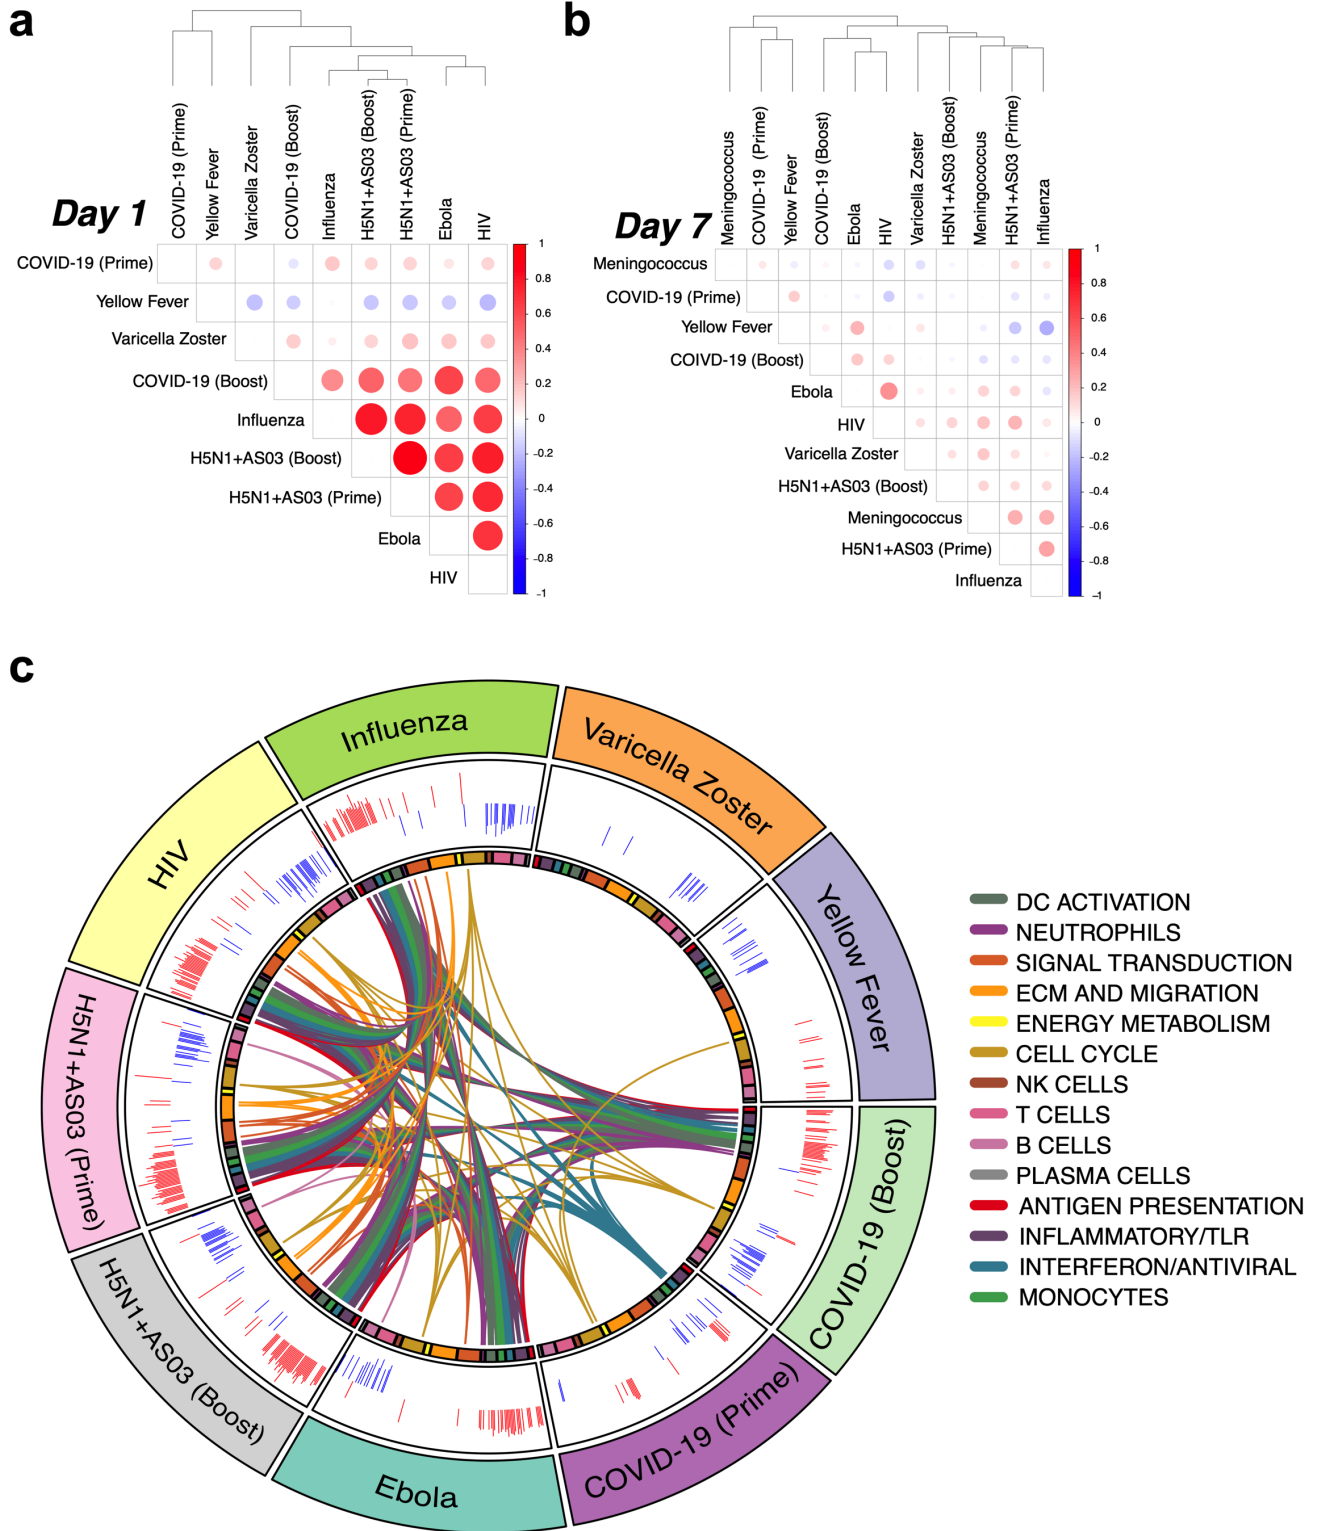 a
COVID-19 (Prime)
Yellow Fever
Varicella Zoster
COVID-19 (Boost)
Influenza
H5N1+AS03 (Boost)
H5N1+AS03 (Prime)
Ebola
HIV
Day 1
COVID-19 (Prime)
Yellow Fever
Varicella Zoster
COVID-19 (Boost)
Influenza
H5N1+AS03 (Boost)
H5N1+AS03 (Prime)
Ebola
HIV
1
0.8
0.6
0.4
0.2
0
-0.2
-0.4
-0.6
-0.8
-1
b
Meningococcus
COVID-19 (Prime)
Yellow Fever
COVID-19 (Boost)
Ebola
HIV
Varicella Zoster
H5N1+AS03 (Boost)
Meningococcus
H5N1+AS03 (Prime)
Influenza
Day 7
Meningococcus
COVID-19 (Prime)
Yellow Fever
COIVD-19 (Boost)
Ebola
HIV
Varicella Zoster
H5N1+AS03 (Boost)
Meningococcus
H5N1+AS03 (Prime)
Influenza
1
0.8
0.6
0.4
0.2
0
-0.2
-0.4
-0.6
-0.8
-1
c
Influenza
Varicella Zoster
Yellow Fever
COVID-19 (Boost)
COVID-19 (Prime)
Ebola
H5N1+AS03 (Boost)
H5N1+AS03 (Prime)
HIV
DC ACTIVATION
NEUTROPHILS
SIGNAL TRANSDUCTION
ECM AND MIGRATION
ENERGY METABOLISM
CELL CYCLE
NK CELLS
T CELLS
B CELLS
PLASMA CELLS
ANTIGEN PRESENTATION
INFLAMMATORY/TLR
INTERFERON/ANTIVIRAL
MONOCYTES